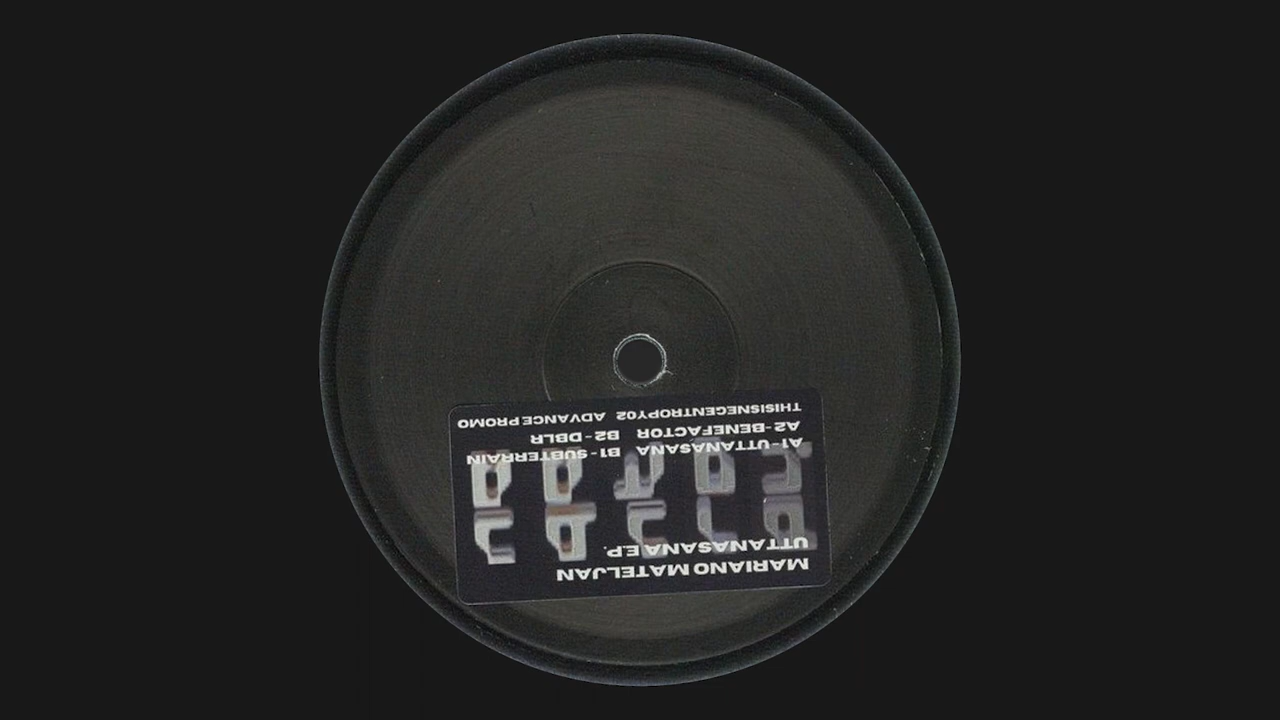 MARIANO MATELJAN
UTTANASANA E.P.
A1-UTTANASANA B1-SUBTERRAIN
A2-BENEFACTOR B2-DBLR
THISISNEGENTROPY02 ADVANCE PROMO